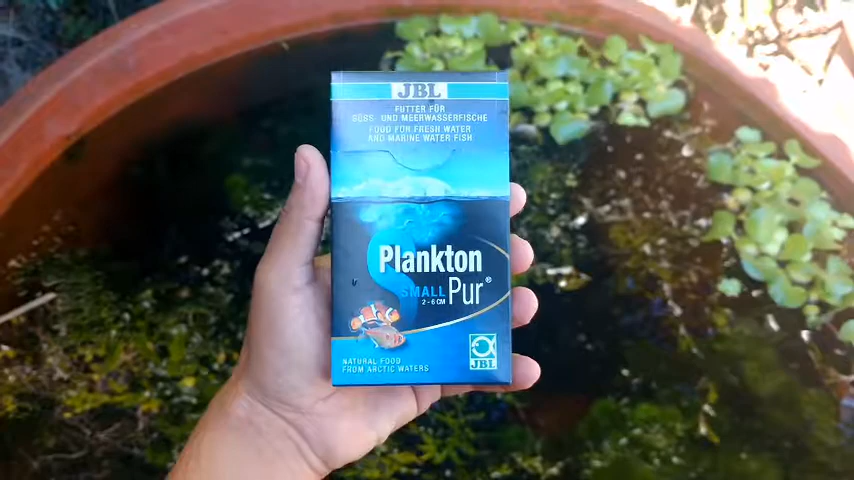 JBL
FUTTER FÜR
SÜSS- UND MEERWASSERFISCHE
FOOD FOR FRESH WATER
AND MARINE WATER FISH
Plankton
SMALL Pur®
2 - 6 CM
NATURAL FOOD
FROM ARCTIC WATERS
JBL